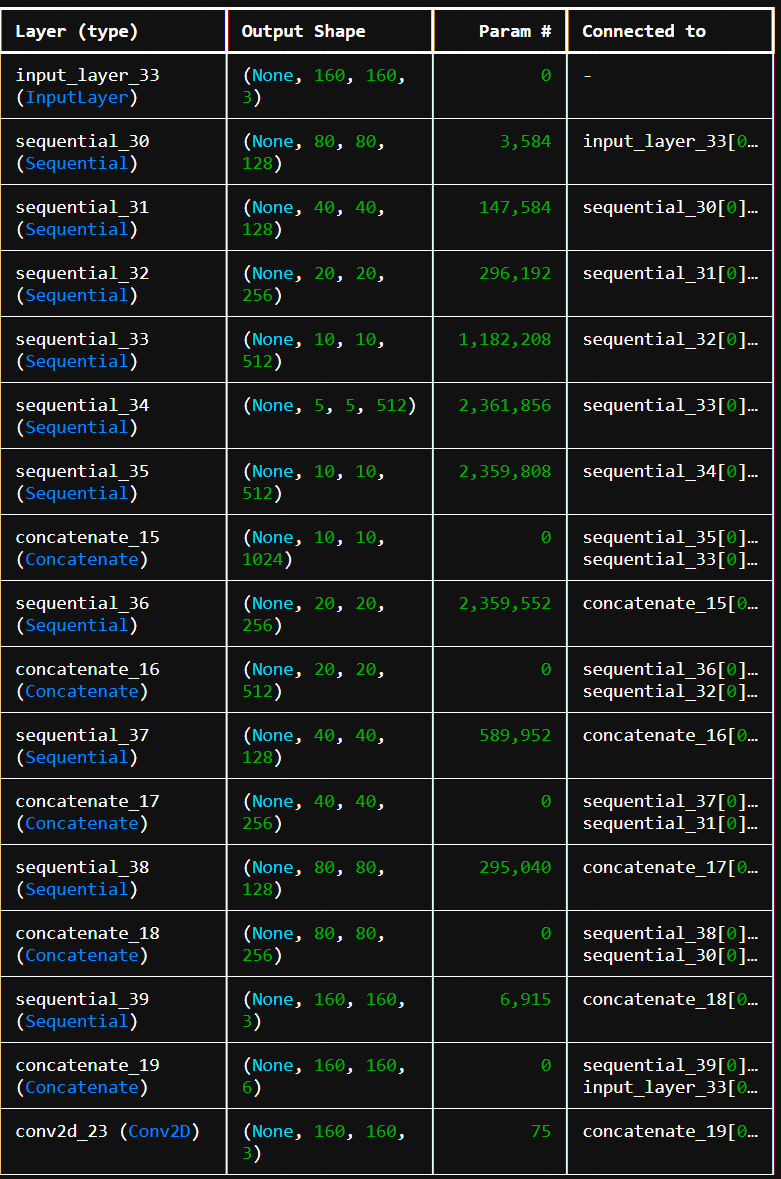 Layer (type) Output Shape Param # Connected to
input_layer_33 (None, 160, 160, 0 -
(InputLayer) 3)
sequential_30 (None, 80, 80, 3,584 input_layer_33[0…
(Sequential) 128)
sequential_31 (None, 40, 40, 147,584 sequential_30[0]…
(Sequential) 128)
sequential_32 (None, 20, 20, 296,192 sequential_31[0]…
(Sequential) 256)
sequential_33 (None, 10, 10, 1,182,208 sequential_32[0]…
(Sequential) 512)
sequential_34 (None, 5, 5, 512) 2,361,856 sequential_33[0]…
(Sequential)
sequential_35 (None, 10, 10, 2,359,808 sequential_34[0]…
(Sequential) 512)
concatenate_15 (None, 10, 10, 0 sequential_35[0]…
(Concatenate) 1024) sequential_33[0]…
sequential_36 (None, 20, 20, 2,359,552 concatenate_15[0…
(Sequential) 256)
concatenate_16 (None, 20, 20, 0 sequential_36[0]…
(Concatenate) 512) sequential_32[0]…
sequential_37 (None, 40, 40, 589,952 concatenate_16[0…
(Sequential) 128)
concatenate_17 (None, 40, 40, 0 sequential_37[0]…
(Concatenate) 256) sequential_31[0]…
sequential_38 (None, 80, 80, 295,040 concatenate_17[0…
(Sequential) 128)
concatenate_18 (None, 80, 80, 0 sequential_38[0]…
(Concatenate) 256) sequential_30[0]…
sequential_39 (None, 160, 160, 6,915 concatenate_18[0…
(Sequential) 3)
concatenate_19 (None, 160, 160, 0 sequential_39[0]…
(Concatenate) 6) input_layer_33[0…
conv2d_23 (Conv2D) (None, 160, 160, 75 concatenate_19[0…
3)